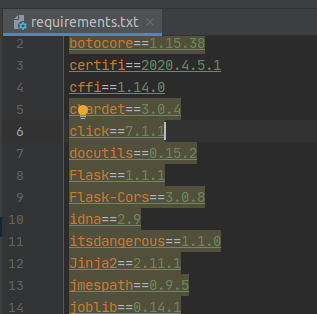 requirements.txt
2 botocore==1.15.38
3 certifi==2020.4.5.1
4 cffi==1.14.0
5 chardet==3.0.4
6 click==7.1.1
7 docutils==0.15.2
8 Flask==1.1.1
9 Flask-Cors==3.0.8
10 idna==2.9
11 itsdangerous==1.1.0
12 Jinja2==2.11.1
13 jmespath==0.9.5
14 joblib==0.14.1